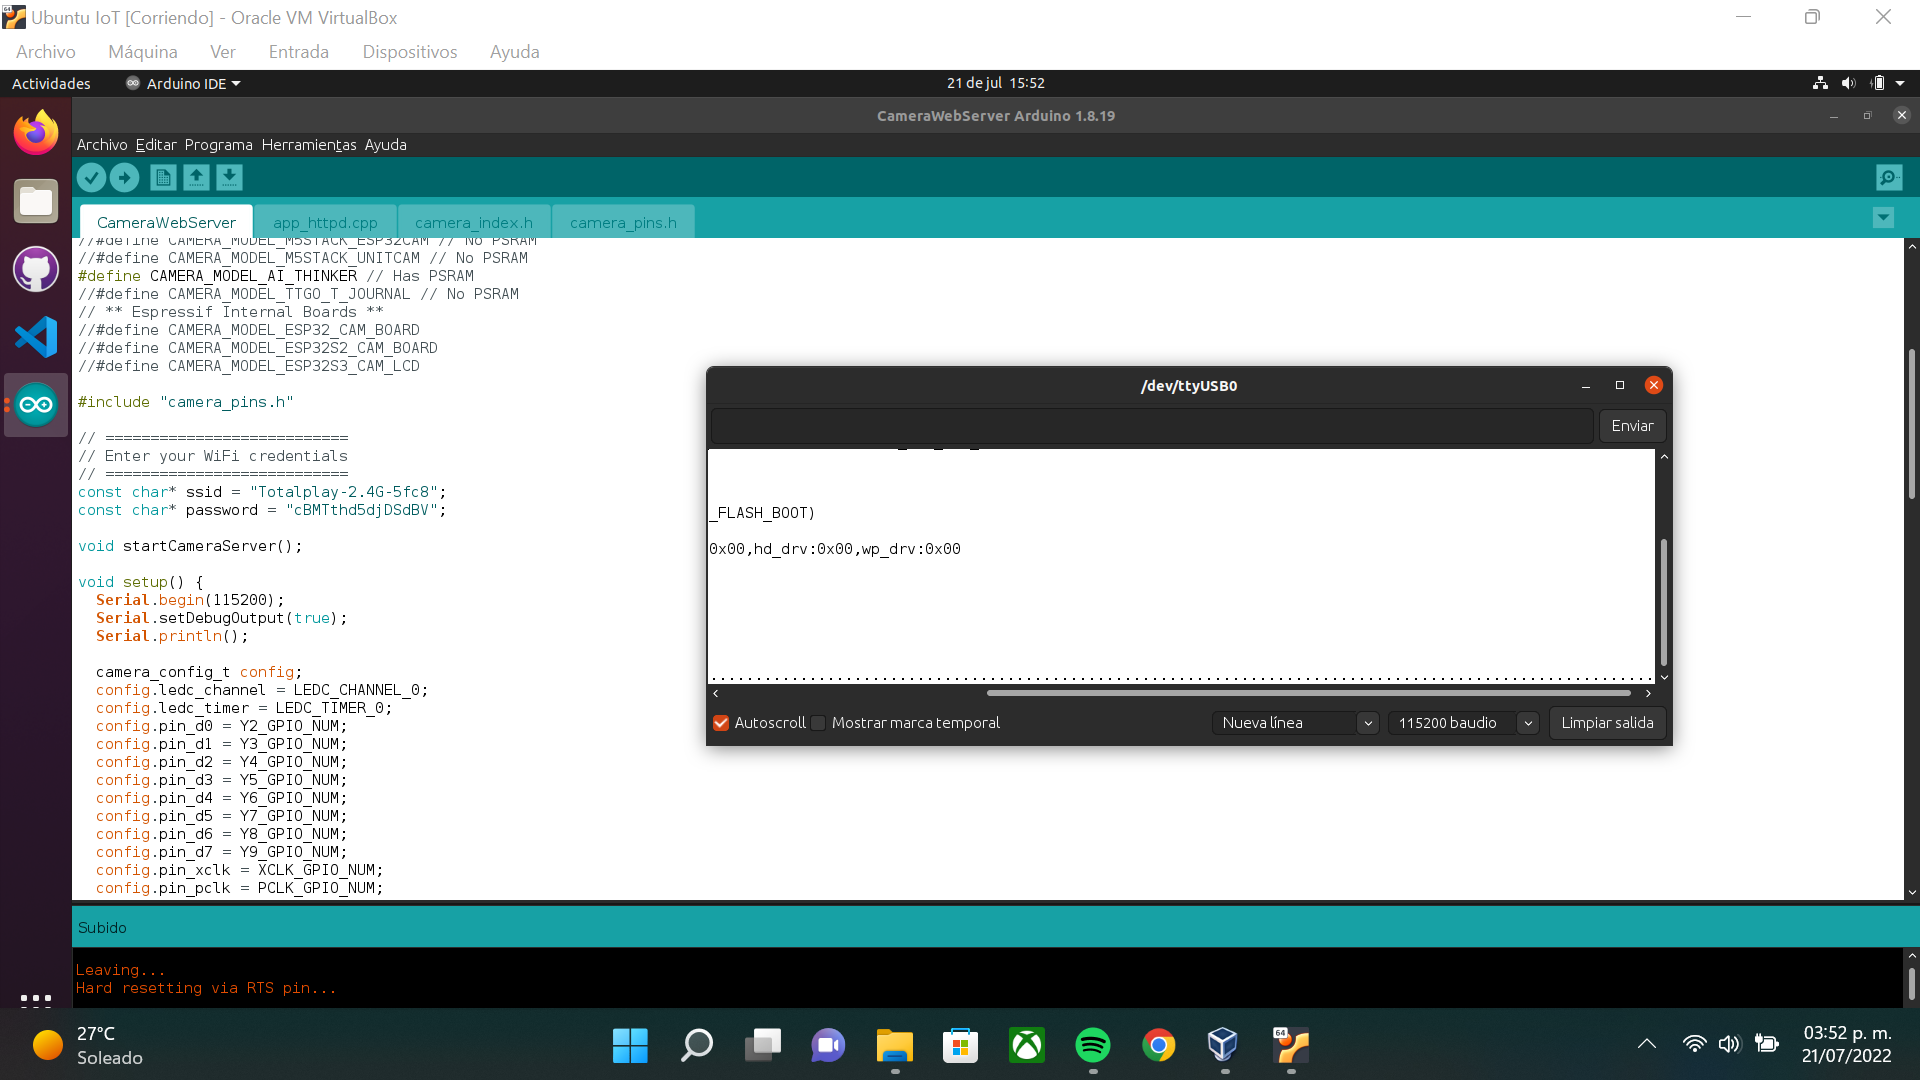 Ubuntu IoT [Corriendo] - Oracle VM VirtualBox
Archivo Máquina Ver Entrada Dispositivos Ayuda
Actividades Arduino IDE 21 de jul 15:52
CameraWebServer Arduino 1.8.19
Archivo Editar Programa Herramientas Ayuda
CameraWebServer app_httpd.cpp camera_index.h camera_pins.h
//#define CAMERA_MODEL_M5STACK_ESP32CAM // No PSRAM
//#define CAMERA_MODEL_M5STACK_UNITCAM // No PSRAM
#define CAMERA_MODEL_AI_THINKER // Has PSRAM
//#define CAMERA_MODEL_TTGO_T_JOURNAL // No PSRAM
// ** Espressif Internal Boards **
//#define CAMERA_MODEL_ESP32_CAM_BOARD
//#define CAMERA_MODEL_ESP32S2_CAM_BOARD
//#define CAMERA_MODEL_ESP32S3_CAM_LCD
#include "camera_pins.h"
// ===========================
// Enter your WiFi credentials
// ===========================
const char* ssid = "Totalplay-2.4G-5fc8";
const char* password = "cBMTthd5djDSdBV";
void startCameraServer();
void setup() {
Serial.begin(115200);
Serial.setDebugOutput(true);
Serial.println();
camera_config_t config;
config.ledc_channel = LEDC_CHANNEL_0;
config.ledc_timer = LEDC_TIMER_0;
config.pin_d0 = Y2_GPIO_NUM;
config.pin_d1 = Y3_GPIO_NUM;
config.pin_d2 = Y4_GPIO_NUM;
config.pin_d3 = Y5_GPIO_NUM;
config.pin_d4 = Y6_GPIO_NUM;
config.pin_d5 = Y7_GPIO_NUM;
config.pin_d6 = Y8_GPIO_NUM;
config.pin_d7 = Y9_GPIO_NUM;
config.pin_xclk = XCLK_GPIO_NUM;
config.pin_pclk = PCLK_GPIO_NUM;
/dev/ttyUSB0
Enviar
_FLASH_BOOT)
0x00,hd_drv:0x00,wp_drv:0x00
.........................................................................................................
Autoscroll Mostrar marca temporal Nueva línea 115200 baudio Limpiar salida
Subido
Leaving...
Hard resetting via RTS pin...
27°C
Soleado
64
03:52 p. m.
21/07/2022